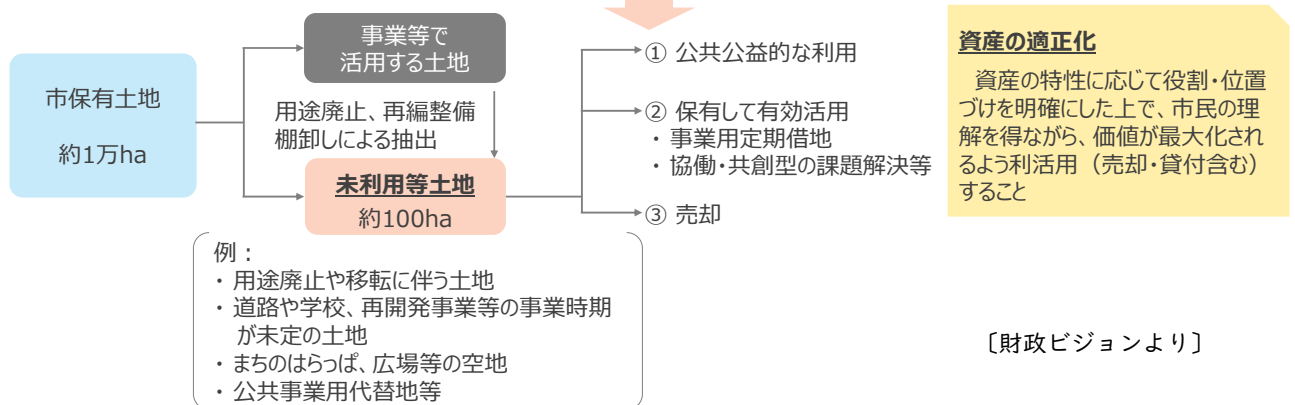 市保有土地
約1万ha
事業等で
活用する土地
用途廃止、再編整備
棚卸しによる抽出
未利用等土地
約100ha
① 公共公益的な利用
② 保有して有効活用
・事業用定期借地
・協働・共創型の課題解決等
③ 売却
例：
・用途廃止や移転に伴う土地
・道路や学校、再開発事業等の事業時期
が未定の土地
・まちのはらっぱ、広場等の空地
・公共事業用代替地等
資産の適正化
資産の特性に応じて役割・位置
づけを明確にした上で、市民の理
解を得ながら、価値が最大化され
るよう利活用（売却・貸付含む）
すること
〔財政ビジョンより〕